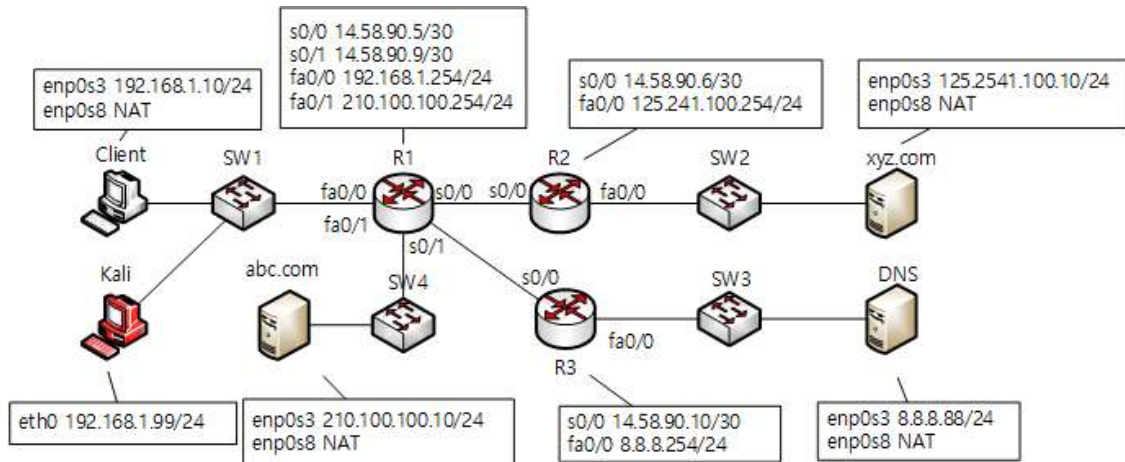 s0/0 14.58.90.5/30
s0/1 14.58.90.9/30
fa0/0 192.168.1.254/24
fa0/1 210.100.100.254/24
enp0s3 192.168.1.10/24
enp0s8 NAT
s0/0 14.58.90.6/30
fa0/0 125.241.100.254/24
enp0s3 125.2541.100.10/24
enp0s8 NAT
Client
SW1
R1
R2
SW2
xyz.com
fa0/0
s0/0
s0/0
fa0/0
fa0/1
s0/1
Kali
abc.com
SW4
s0/0
SW3
DNS
fa0/0
R3
eth0 192.168.1.99/24
enp0s3 210.100.100.10/24
enp0s8 NAT
s0/0 14.58.90.10/30
fa0/0 8.8.8.254/24
enp0s3 8.8.8.88/24
enp0s8 NAT